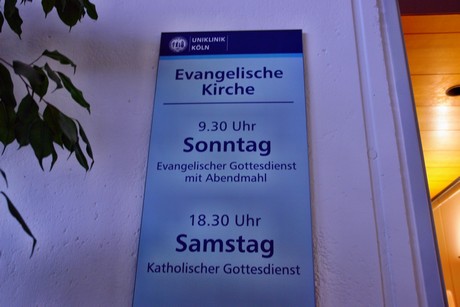 UNIKLINIK
KÖLN
Evangelische
Kirche
9.30 Uhr
Sonntag
Evangelischer Gottesdienst
mit Abendmahl
18.30 Uhr
Samstag
Katholischer Gottesdienst